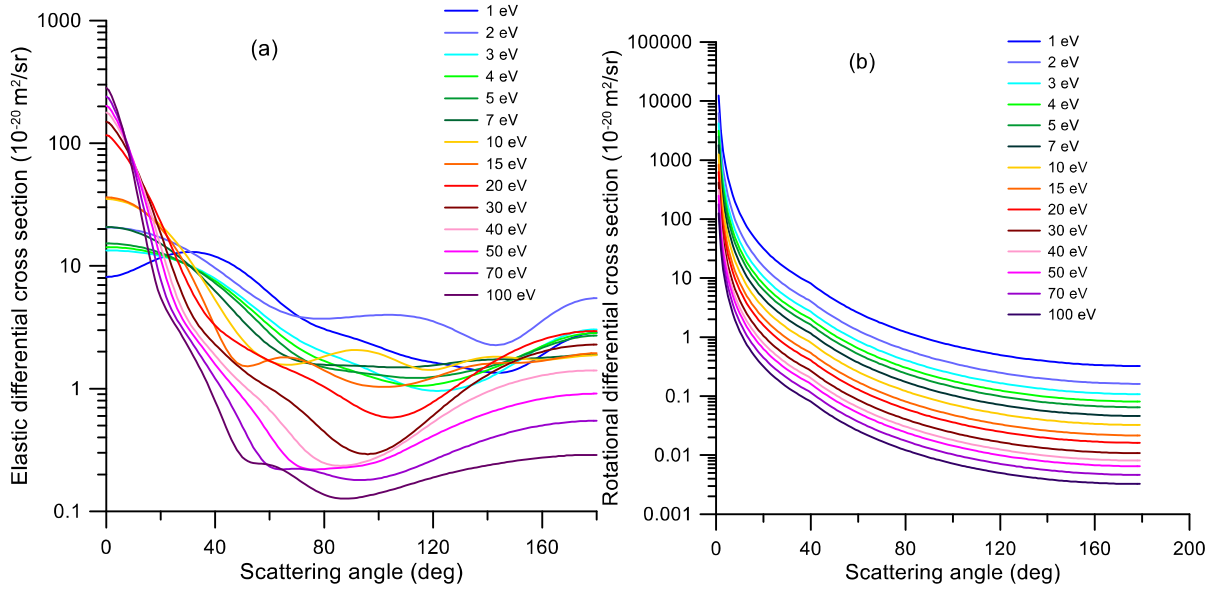 (a)
Elastic differential cross section (10⁻²⁰ m²/sr)
1000
100
10
1
0.1
0
40
80
120
160
Scattering angle (deg)
1 eV
2 eV
3 eV
4 eV
5 eV
7 eV
10 eV
15 eV
20 eV
30 eV
40 eV
50 eV
70 eV
100 eV
(b)
Rotational differential cross section (10⁻²⁰ m²/sr)
100000
10000
1000
100
10
1
0.1
0.01
0.001
0
40
80
120
160
200
Scattering angle (deg)
1 eV
2 eV
3 eV
4 eV
5 eV
7 eV
10 eV
15 eV
20 eV
30 eV
40 eV
50 eV
70 eV
100 eV